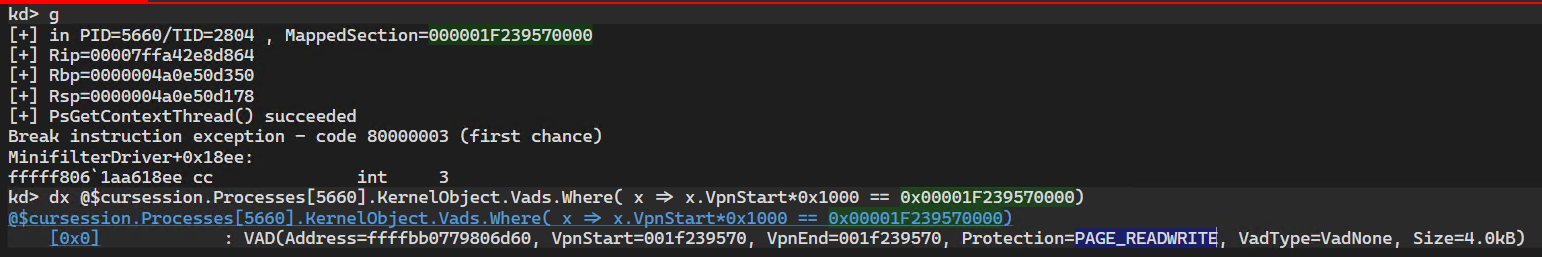 kd> g
[+] in PID=5660/TID=2804 , MappedSection=000001F239570000
[+] Rip=00007ffa42e8d864
[+] Rbp=0000004a0e50d350
[+] Rsp=0000004a0e50d178
[+] PsGetContextThread() succeeded
Break instruction exception - code 80000003 (first chance)
MinifilterDriver+0x18ee:
fffff806`1aa618ee cc              int     3
kd> dx @$cursession.Processes[5660].KernelObject.Vads.Where( x => x.VpnStart*0x1000 == 0x00001F239570000)
@$cursession.Processes[5660].KernelObject.Vads.Where( x => x.VpnStart*0x1000 == 0x00001F239570000)
    [0x0]            : VAD(Address=ffffbb0779806d60, VpnStart=001f239570, VpnEnd=001f239570, Protection=PAGE_READWRITE, VadType=VadNone, Size=4.0kB)